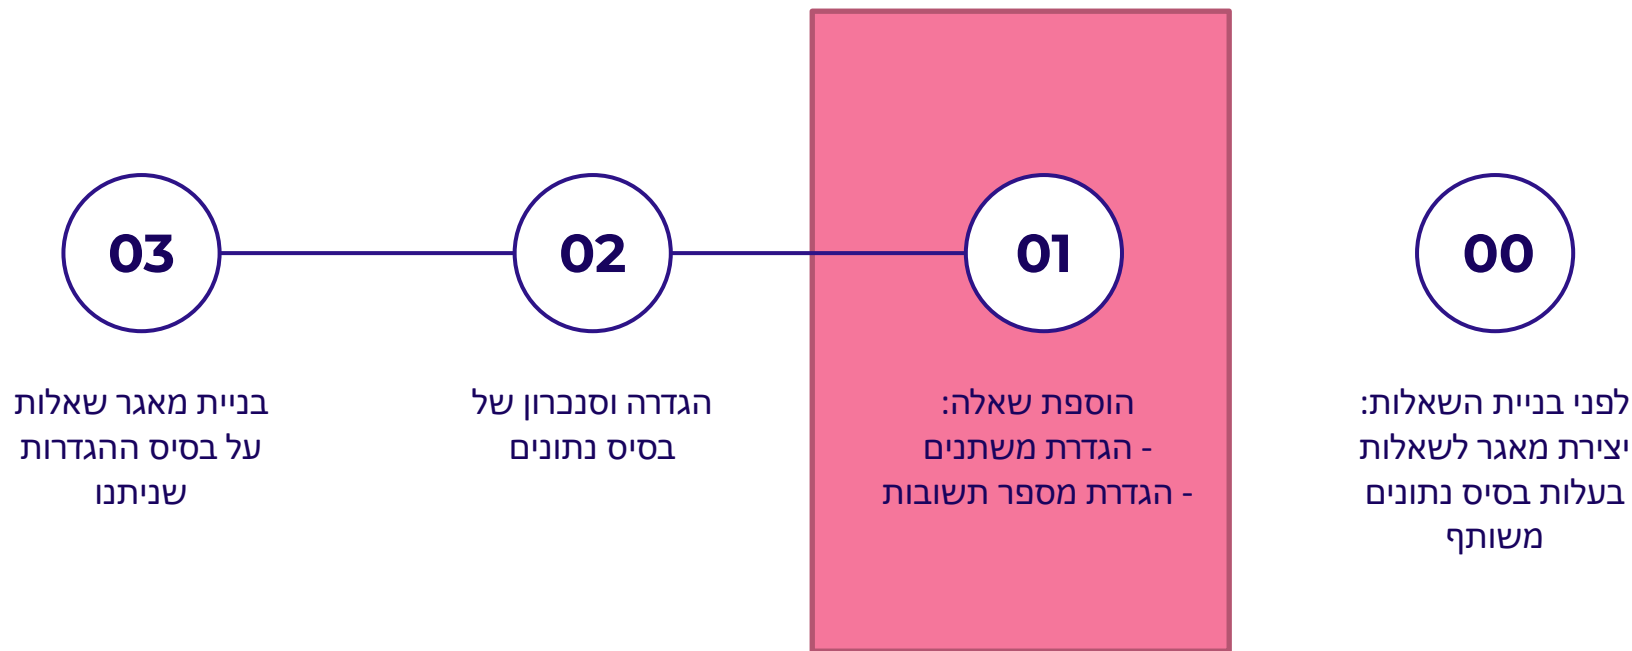 00
לפני בניית השאלות:
יצירת מאגר לשאלות
בעלות בסיס נתונים
משותף
01
הוספת שאלה:
- הגדרת משתנים
- הגדרת מספר תשובות
02
הגדרה וסנכרון של
בסיס נתונים
03
בניית מאגר שאלות
על בסיס ההגדרות
שניתנו